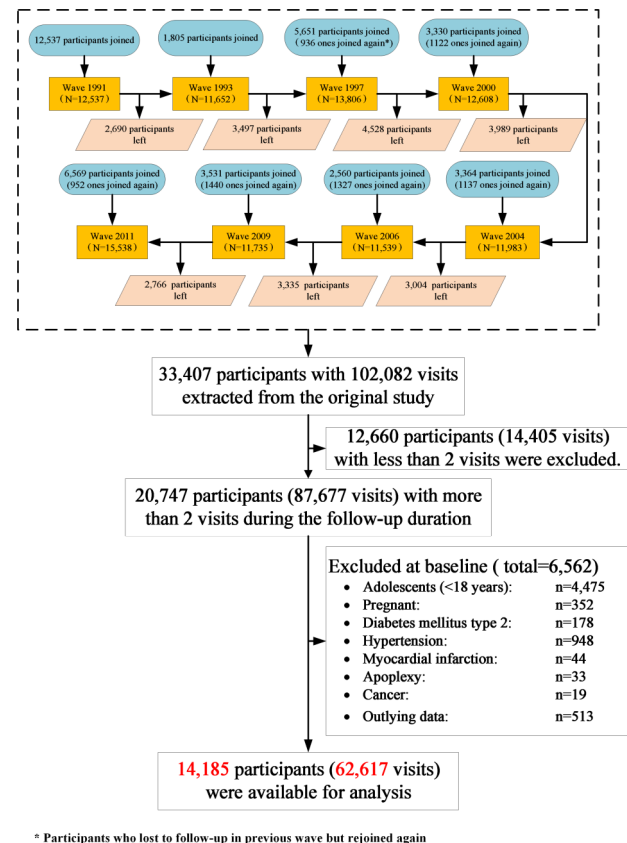 12,537 participants joined
1,805 participants joined
5,651 participants joined
( 936 ones joined again*)
3,330 participants joined
(1122 ones joined again)
Wave 1991
( N=12,537)
Wave 1993
( N=11,652)
Wave 1997
( N=13,806)
Wave 2000
( N=12,608)
2,690 participants
left
3,497 participants
left
4,528 participants
left
3,989 participants
left
6,569 participants joined
(952 ones joined again)
3,531 participants joined
(1440 ones joined again)
2,560 participants joined
(1327 ones joined again)
3,364 participants joined
(1137 ones joined again)
Wave 2011
( N=15,538)
Wave 2009
( N=11,735)
Wave 2006
( N=11,539)
Wave 2004
( N=11,983)
2,766 participants
left
3,335 participants
left
3,004 participants
left
33,407 participants with 102,082 visits
extracted from the original study
12,660 participants (14,405 visits)
with less than 2 visits were excluded.
20,747 participants (87,677 visits) with more
than 2 visits during the follow-up duration
Excluded at baseline ( total=6,562)
• Adolescents (<18 years): n=4,475
• Pregnant: n=352
• Diabetes mellitus type 2: n=178
• Hypertension: n=948
• Myocardial infarction: n=44
• Apoplexy: n=33
• Cancer: n=19
• Outlying data: n=513
14,185 participants (62,617 visits)
were available for analysis
* Participants who lost to follow-up in previous wave but rejoined again